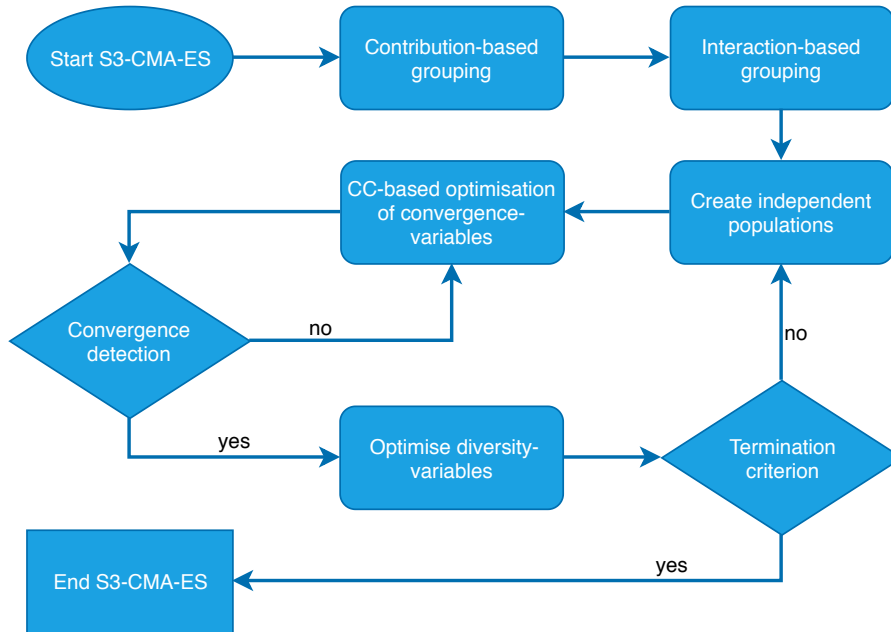 Start S3-CMA-ES
Contribution-based
grouping
Interaction-based
grouping
CC-based optimisation
of convergence-
variables
Create independent
populations
Convergence
detection
no
no
yes
Optimise diversity-
variables
Termination
criterion
End S3-CMA-ES
yes